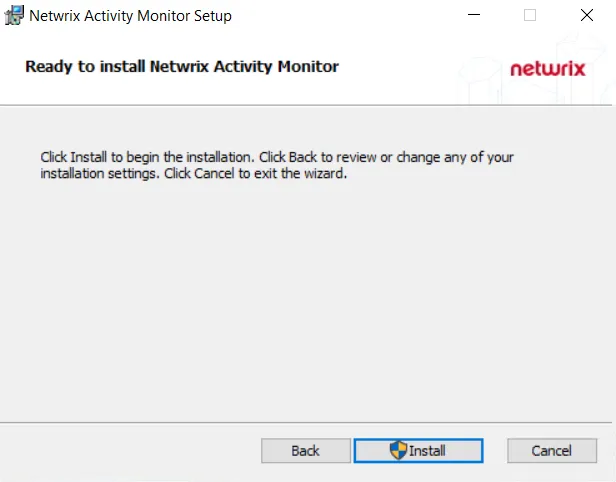 Netwrix Activity Monitor Setup
Ready to install Netwrix Activity Monitor
netwrix
Click Install to begin the installation. Click Back to review or change any of your
installation settings. Click Cancel to exit the wizard.
Back
Install
Cancel